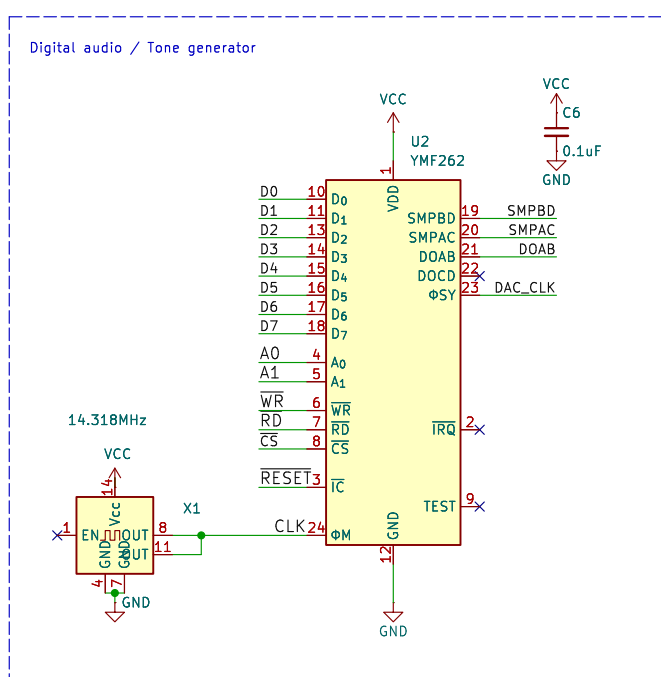 Digital audio / Tone generator
VCC
C6
0.1uF
GND
VCC
U2
YMF262
1
VDD
D0 10 D0
D1 11 D1
D2 13 D2
D3 14 D3
D4 15 D4
D5 16 D5
D6 17 D6
D7 18 D7
A0 4 A0
A1 5 A1
WR 6 WR
RD 7 RD
CS 8 CS
RESET 3 IC
CLK 24 ΦM
SMPBD 19 SMPBD
SMPAC 20 SMPAC
DOAB 21 DOAB
DOCD 22
ΦSY 23 DAC_CLK
IRQ 2
TEST 9
GND
12
GND
14.318MHz
VCC
14
Vcc
X1
1 EN OUT 8
OUT 11
GND GND
4 7
GND